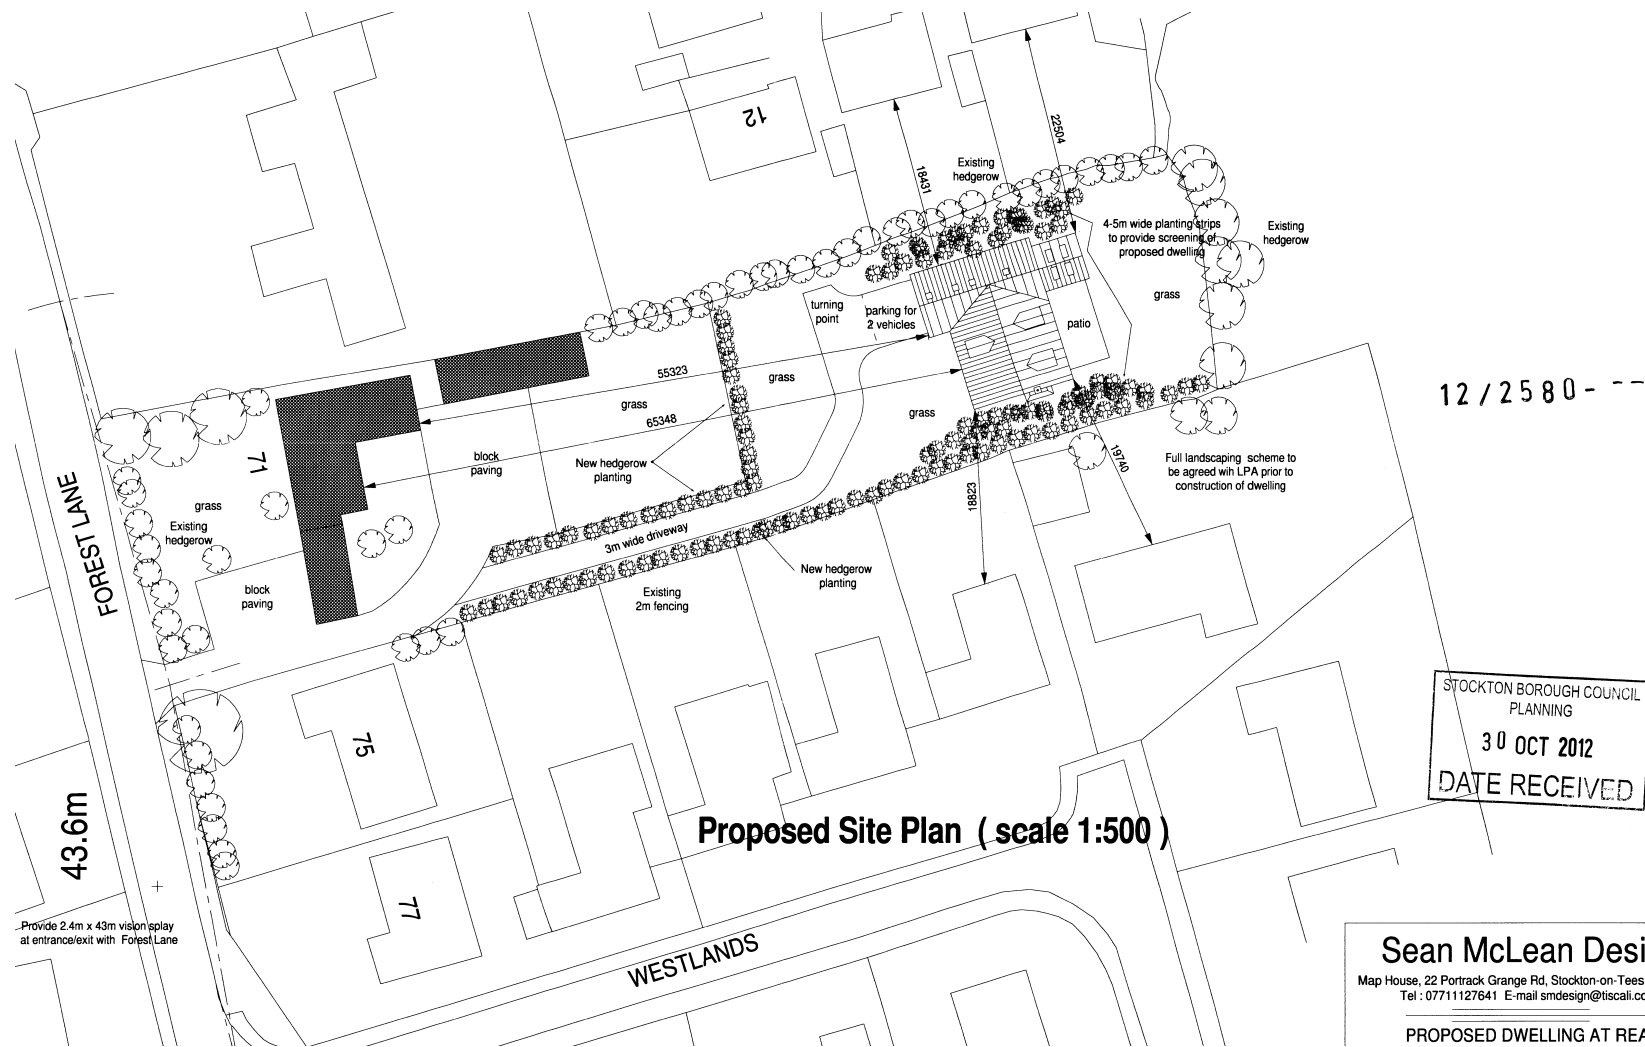 12
22504
18431
Existing
hedgerow
4-5m wide planting strips
to provide screening of
proposed dwelling
Existing
hedgerow
grass
turning
point
parking for
2 vehicles
patio
55323
grass
grass
grass
65348
12/2580-
71
block
paving
New hedgerow
planting
19740
Full landscaping scheme to
be agreed wih LPA prior to
construction of dwelling
18823
grass
Existing
hedgerow
FOREST LANE
3m wide driveway
New hedgerow
planting
block
paving
Existing
2m fencing
STOCKTON BOROUGH COUNCIL
PLANNING
30 OCT 2012
DATE RECEIVED
75
43.6m
Proposed Site Plan ( scale 1:500 )
77
Provide 2.4m x 43m vision splay
at entrance/exit with Forest Lane
WESTLANDS
Sean McLean Desi
Map House, 22 Portrack Grange Rd, Stockton-on-Tees
Tel : 07711127641 E-mail smdesign@tiscali.co
PROPOSED DWELLING AT REA